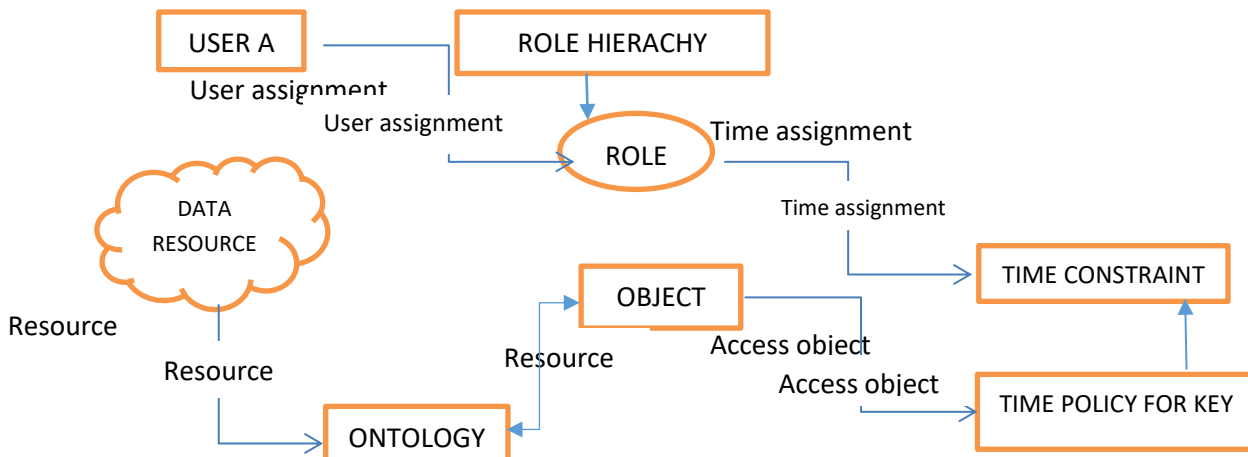 USER A
ROLE HIERACHY
User assignment
User assignment
Time assignment
ROLE
DATA
RESOURCE
Time assignment
TIME CONSTRAINT
OBJECT
Resource
Resource
Access object
Resource
Access object
TIME POLICY FOR KEY
ONTOLOGY